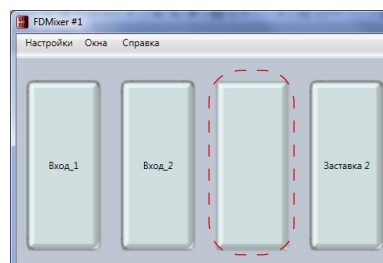 FDMixer #1
Настройки Окна Справка
Вход_1 Вход_2 Заставка 2